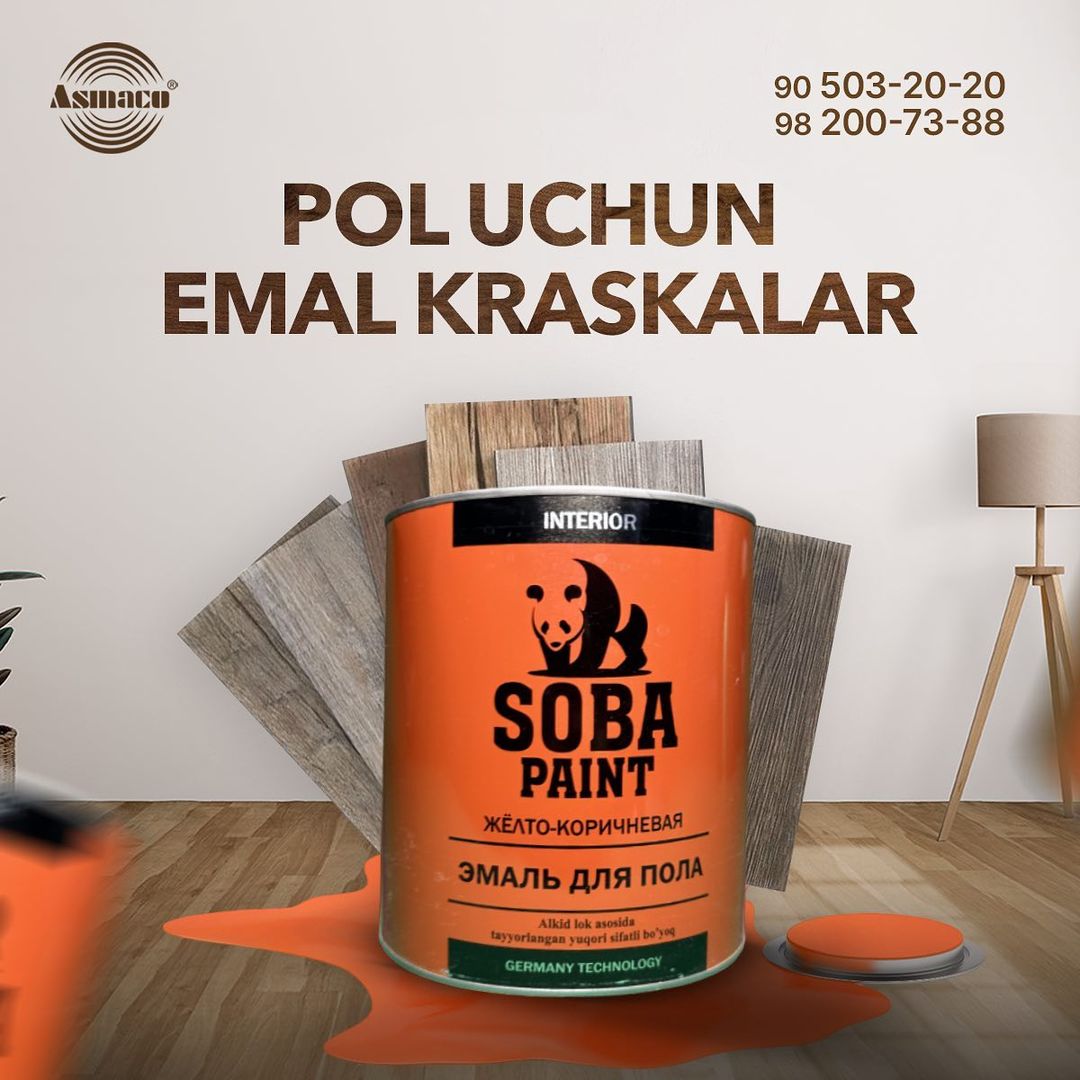 Asmaco®
90 503-20-20
98 200-73-88
POL UCHUN
EMAL KRASKALAR
INTERIOR
SOBA
PAINT
ЖЁЛТО-КОРИЧНЕВАЯ
ЭМАЛЬ ДЛЯ ПОЛА
Alkid lok asosida
tayyorlangan yuqori sifatli bo'yoq
GERMANY TECHNOLOGY